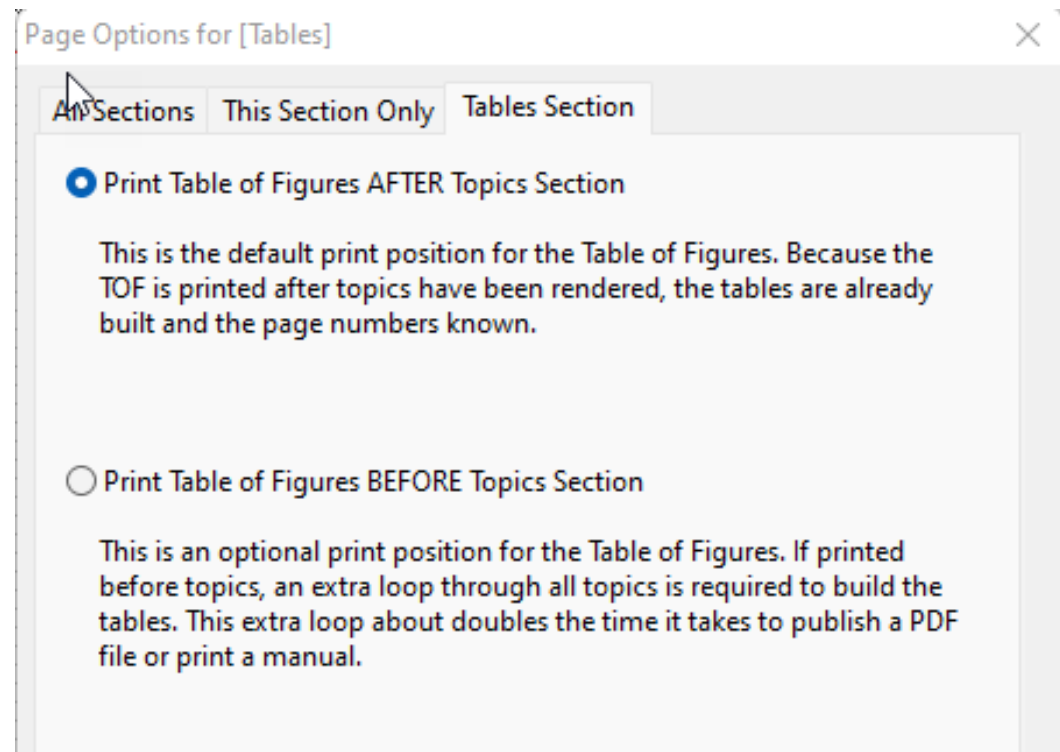 Page Options for [Tables]
All Sections This Section Only Tables Section
Print Table of Figures AFTER Topics Section
This is the default print position for the Table of Figures. Because the
TOF is printed after topics have been rendered, the tables are already
built and the page numbers known.
Print Table of Figures BEFORE Topics Section
This is an optional print position for the Table of Figures. If printed
before topics, an extra loop through all topics is required to build the
tables. This extra loop about doubles the time it takes to publish a PDF
file or print a manual.